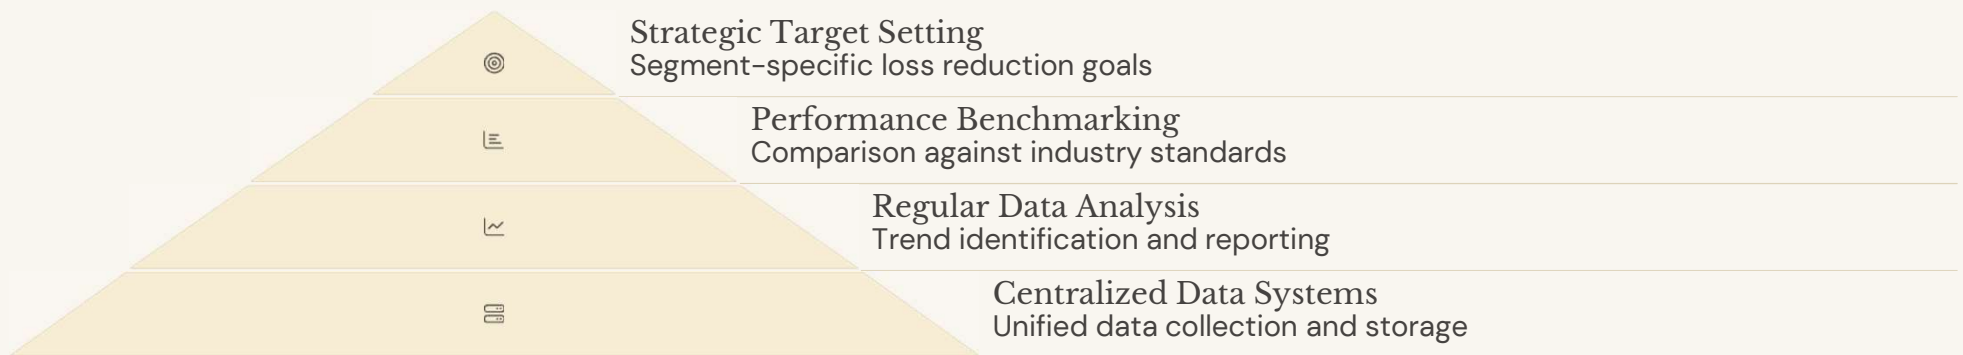 Strategic Target Setting
Segment-specific loss reduction goals
Performance Benchmarking
Comparison against industry standards
Regular Data Analysis
Trend identification and reporting
Centralized Data Systems
Unified data collection and storage